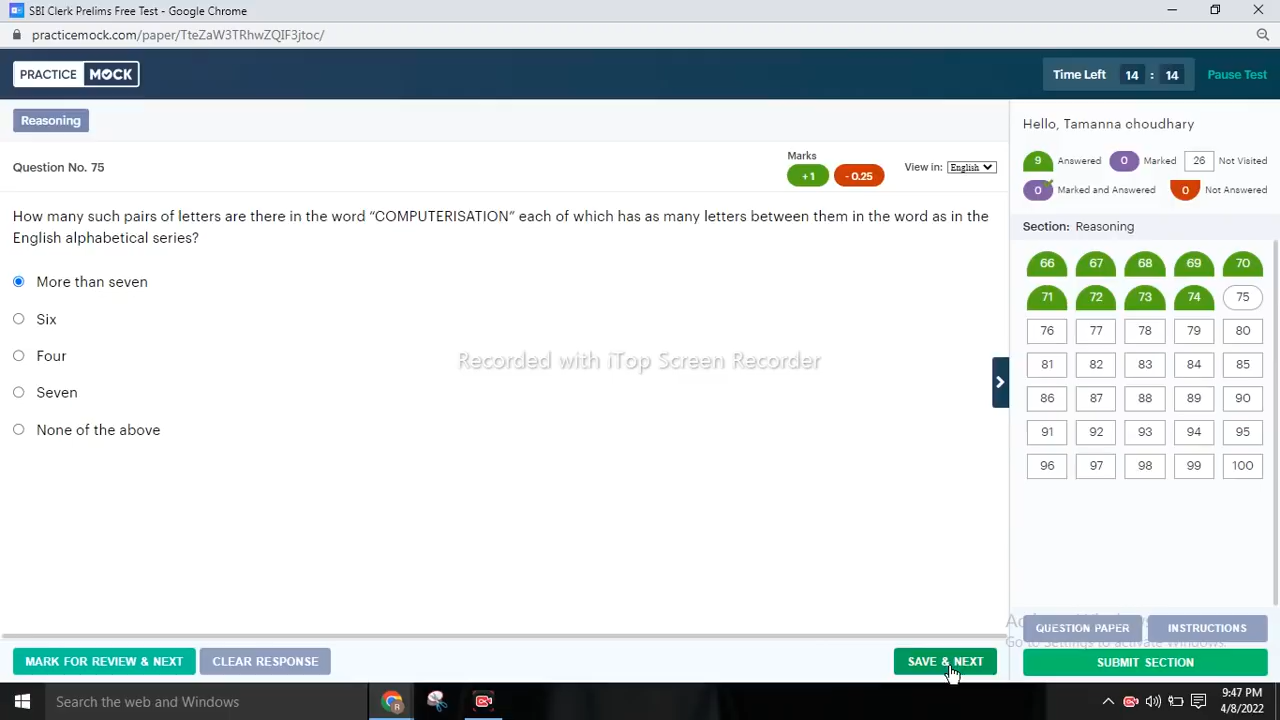 SBI Clerk Prelims Free Test - Google Chrome
practicemock.com/paper/TteZaW3TRhwZQIF3jtoc/
PRACTICE MOCK
Time Left 14 : 14 Pause Test
Reasoning
Hello, Tamanna choudhary
Question No. 75
Marks
+ 1 - 0.25
View in: English
9 Answered 0 Marked 26 Not Visited
0 Marked and Answered 0 Not Answered
How many such pairs of letters are there in the word “COMPUTERISATION” each of which has as many letters between them in the word as in the
English alphabetical series?
More than seven
Six
Four
Seven
None of the above
Recorded with iTop Screen Recorder
Section: Reasoning
66 67 68 69 70
71 72 73 74 75
76 77 78 79 80
81 82 83 84 85
86 87 88 89 90
91 92 93 94 95
96 97 98 99 100
QUESTION PAPER INSTRUCTIONS
Go to Settings to activate Windows.
MARK FOR REVIEW & NEXT CLEAR RESPONSE SAVE & NEXT SUBMIT SECTION
Search the web and Windows
9:47 PM
4/8/2022